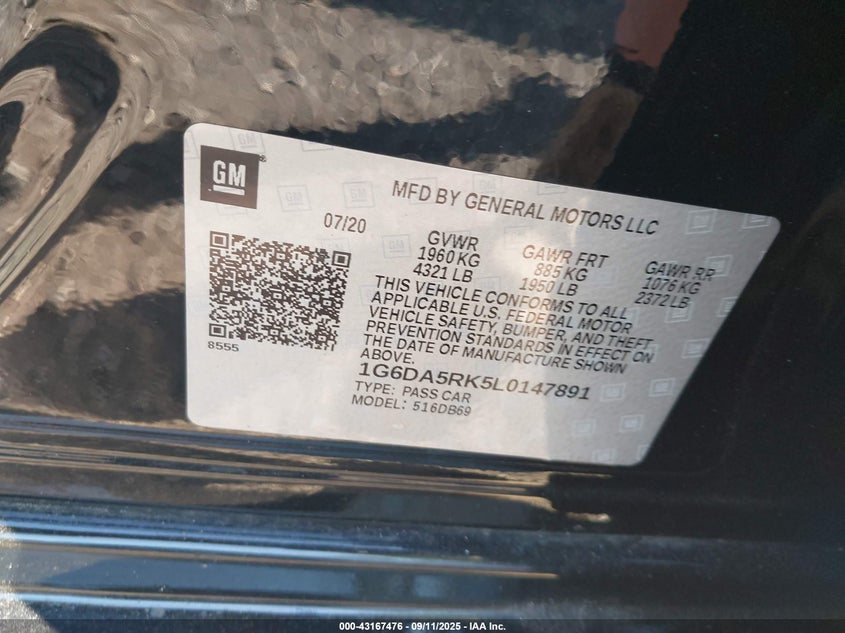 GM
MFD BY GENERAL MOTORS LLC
07/20
GVWR
1960 KG
4321 LB
GAWR FRT
885 KG
1950 LB
GAWR RR
1076 KG
2372 LB
THIS VEHICLE CONFORMS TO ALL
APPLICABLE U.S. FEDERAL MOTOR
VEHICLE SAFETY, BUMPER, AND THEFT
PREVENTION STANDARDS IN EFFECT ON
THE DATE OF MANUFACTURE SHOWN
ABOVE.
8555
1G6DA5RK5L0147891
TYPE: PASS CAR
MODEL: 516DB69
000-43167476 - 09/11/2025 - IAA Inc.